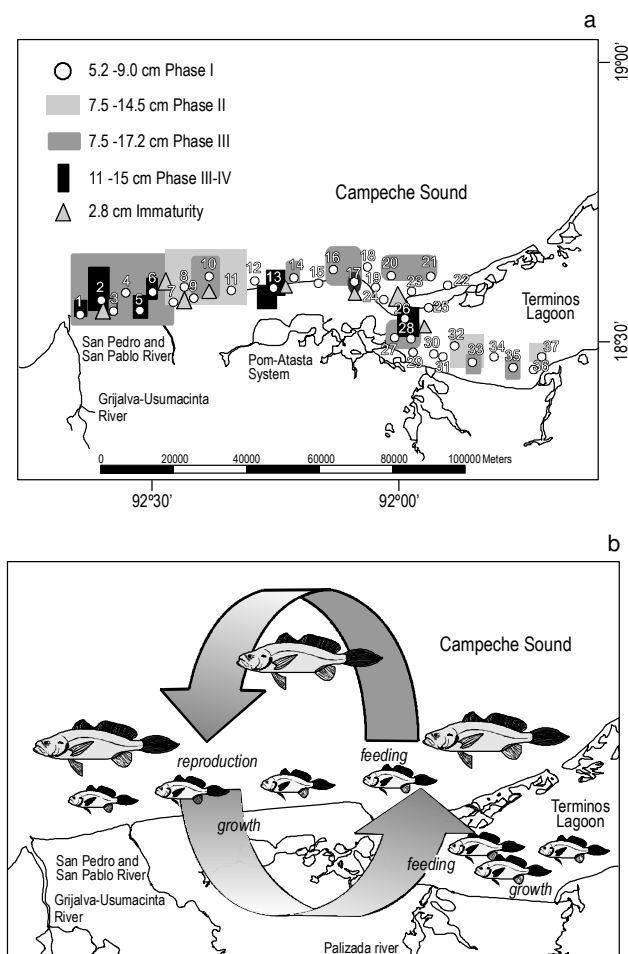 a
19°00'
5.2 -9.0 cm Phase I
7.5 -14.5 cm Phase II
7.5 -17.2 cm Phase III
11 -15 cm Phase III-IV
2.8 cm Immaturity
Campeche Sound
1
2
3
4
5
6
7
8
9
10
11
12
13
14
15
16
17
18
19
20
21
22
23
24
25
26
27
28
29
30
31
32
33
34
35
36
37
Terminos
Lagoon
18°30'
San Pedro and
San Pablo River
Pom-Atasta
System
Grijalva-Usumacinta
River
0 20000 40000 60000 80000 100000 Meters
92°30' 92°00'
b
Campeche Sound
reproduction
feeding
growth
Terminos
Lagoon
San Pedro and
San Pablo River
feeding
growth
Grijalva-Usumacinta
River
Palizada river